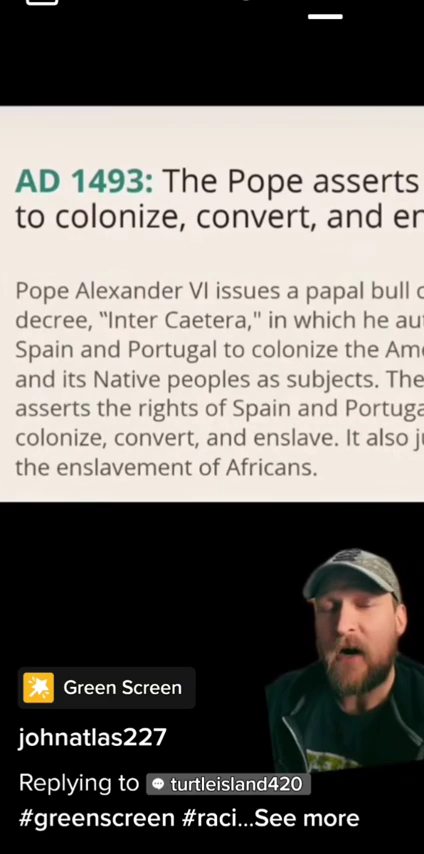 AD 1493: The Pope asserts
to colonize, convert, and en
Pope Alexander VI issues a papal bull
decree, "Inter Caetera," in which he au
Spain and Portugal to colonize the Am
and its Native peoples as subjects. The
asserts the rights of Spain and Portuga
colonize, convert, and enslave. It also ju
the enslavement of Africans.
Green Screen
johnatlas227
Replying to turtleisland420
#greenscreen #raci...See more